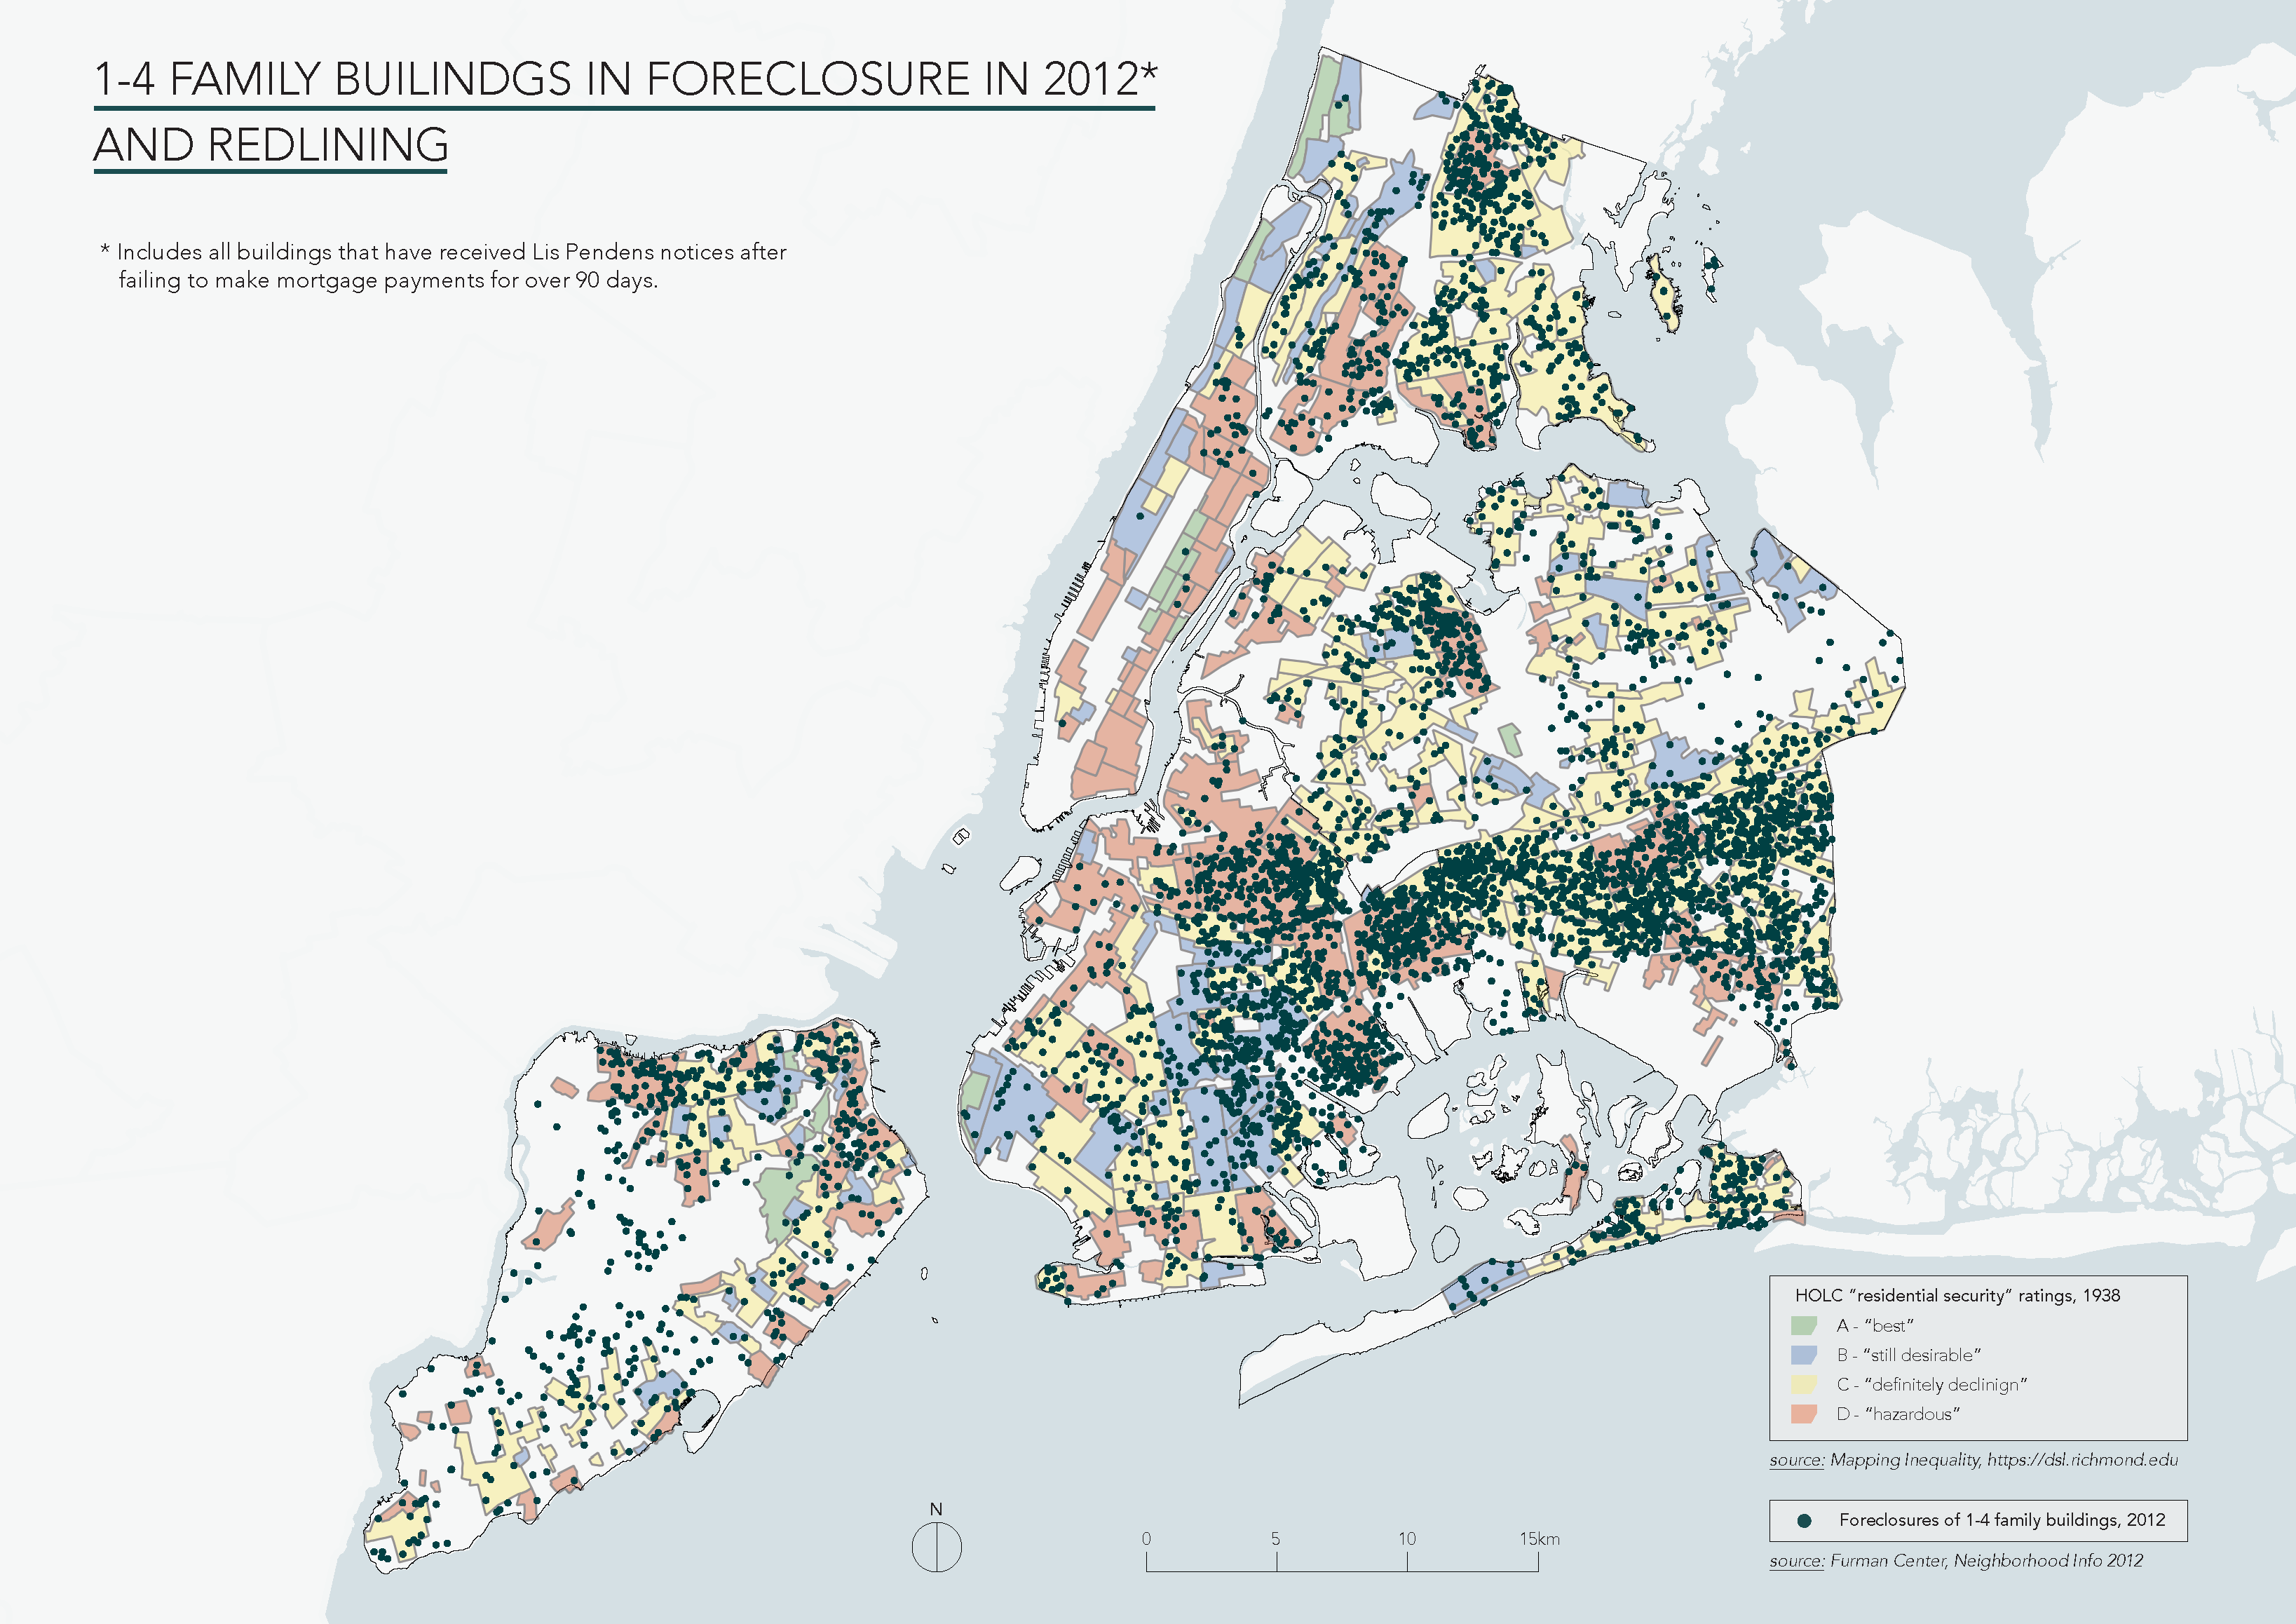 1-4 FAMILY BUILINDGS IN FORECLOSURE IN 2012*
AND REDLINING
* Includes all buildings that have received Lis Pendens notices after
failing to make mortgage payments for over 90 days.
HOLC “residential security” ratings, 1938
A - “best”
B - “still desirable”
C - “definitely declinign”
D - “hazardous”
source: Mapping Inequality, https://dsl.richmond.edu
N
0 5 10 15km
Foreclosures of 1-4 family buildings, 2012
source: Furman Center, Neighborhood Info 2012